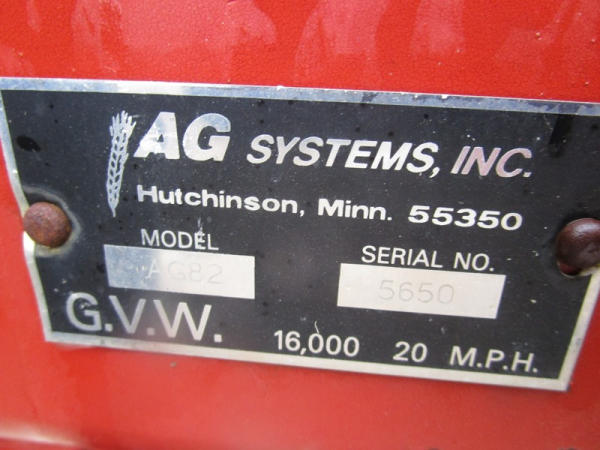 AG SYSTEMS, INC.
Hutchinson, Minn. 55350
MODEL SERIAL NO.
AG82 5650
G.V.W. 16,000 20 M.P.H.